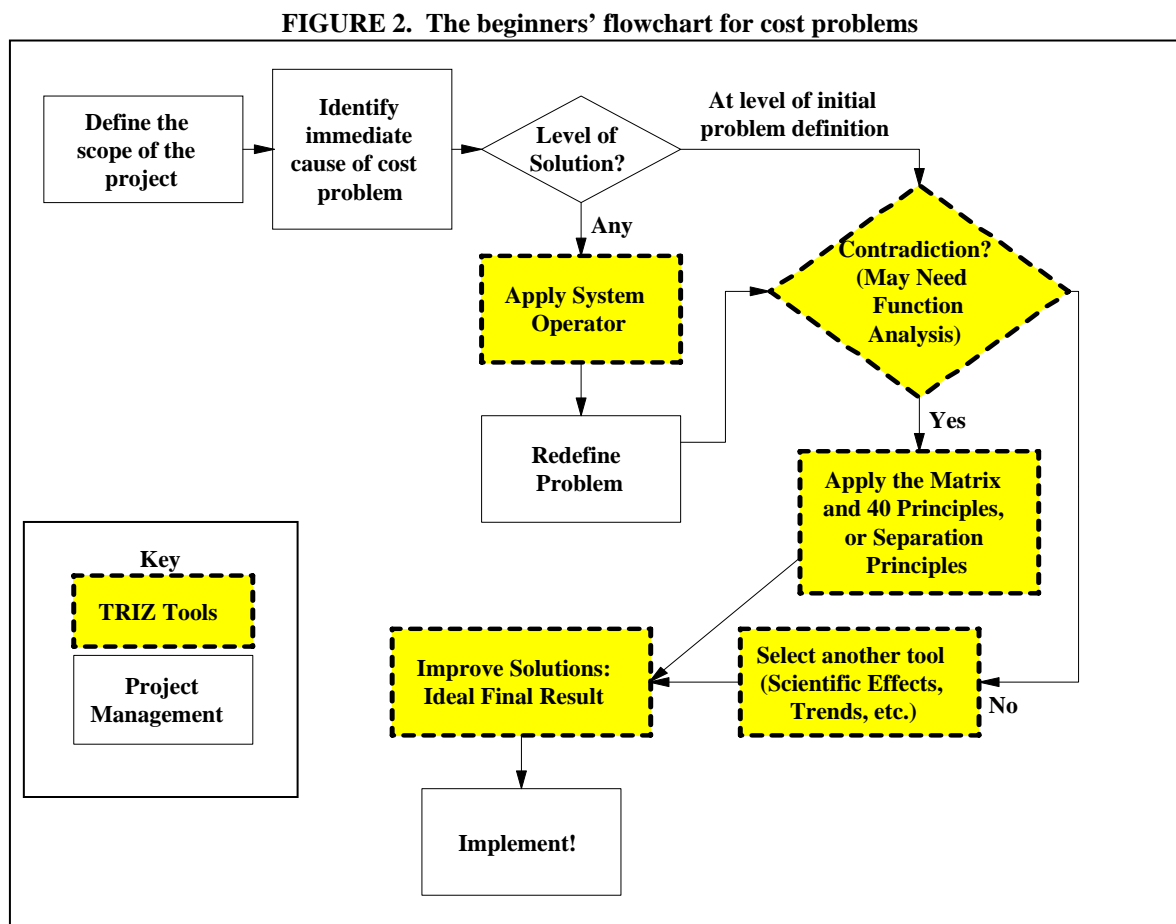 FIGURE 2. The beginners' flowchart for cost problems
Define the
scope of the
project
Identify
immediate
cause of cost
problem
Level of
Solution?
At level of initial
problem definition
Any
Apply System
Operator
Redefine
Problem
Contradiction?
(May Need
Function
Analysis)
Yes
Apply the Matrix
and 40 Principles,
or Separation
Principles
No
Select another tool
(Scientific Effects,
Trends, etc.)
Improve Solutions:
Ideal Final Result
Implement!
Key
TRIZ Tools
Project
Management